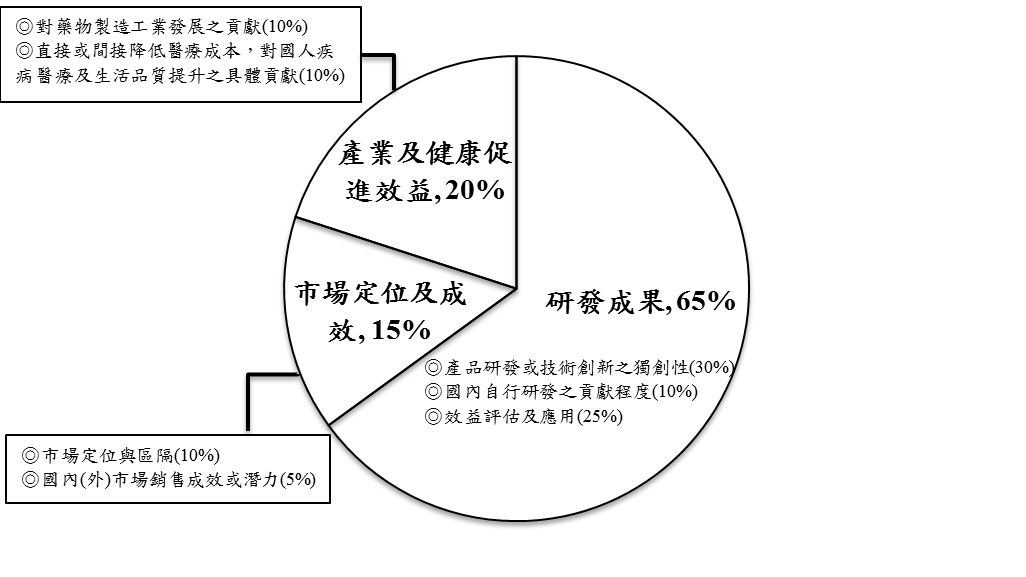 ◎對藥物製造工業發展之貢獻(10%)
◎直接或間接降低醫療成本，對國人疾
病醫療及生活品質提升之具體貢獻(10%)
產業及健康促
進效益,20%
市場定位及成
效,15%
研發成果,65%
◎產品研發或技術創新之獨創性(30%)
◎國內自行研發之貢獻程度(10%)
◎效益評估及應用(25%)
◎市場定位與區隔(10%)
◎國內(外)市場銷售成效或潛力(5%)